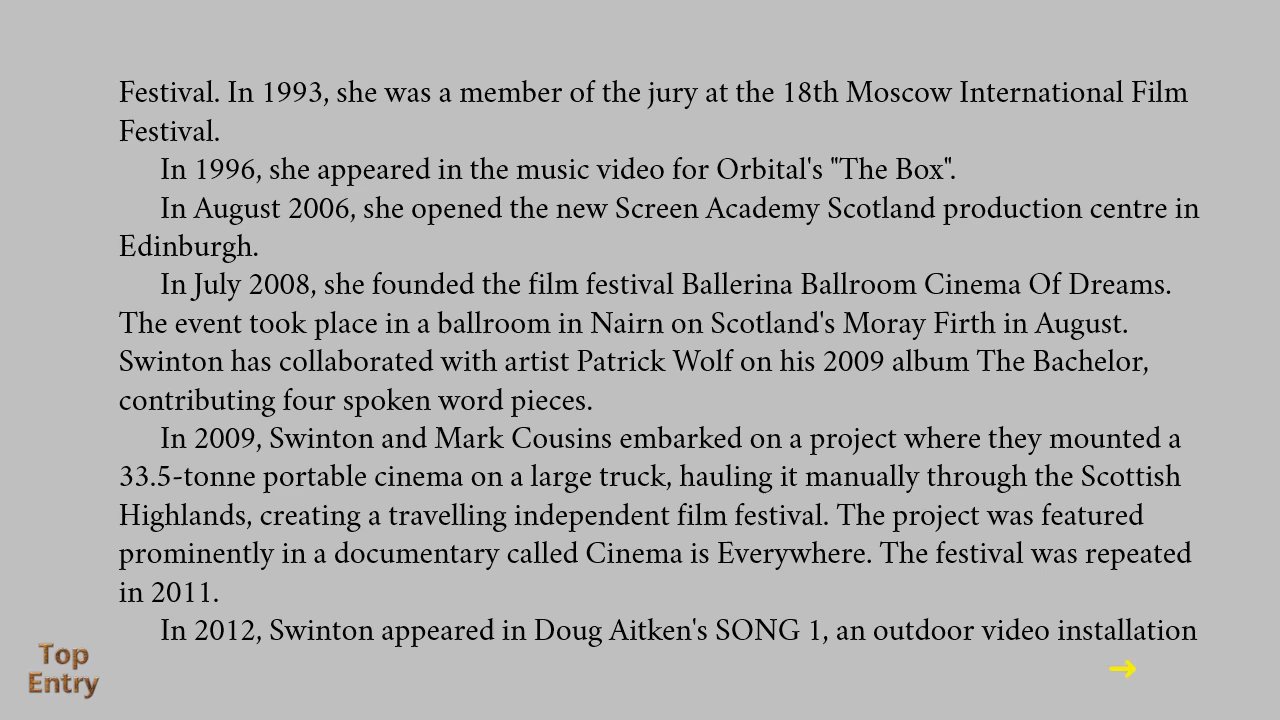 Festival. In 1993, she was a member of the jury at the 18th Moscow International Film
Festival.
In 1996, she appeared in the music video for Orbital's "The Box".
In August 2006, she opened the new Screen Academy Scotland production centre in
Edinburgh.
In July 2008, she founded the film festival Ballerina Ballroom Cinema Of Dreams.
The event took place in a ballroom in Nairn on Scotland's Moray Firth in August.
Swinton has collaborated with artist Patrick Wolf on his 2009 album The Bachelor,
contributing four spoken word pieces.
In 2009, Swinton and Mark Cousins embarked on a project where they mounted a
33.5-tonne portable cinema on a large truck, hauling it manually through the Scottish
Highlands, creating a travelling independent film festival. The project was featured
prominently in a documentary called Cinema is Everywhere. The festival was repeated
in 2011.
In 2012, Swinton appeared in Doug Aitken's SONG 1, an outdoor video installation
Top
Entry